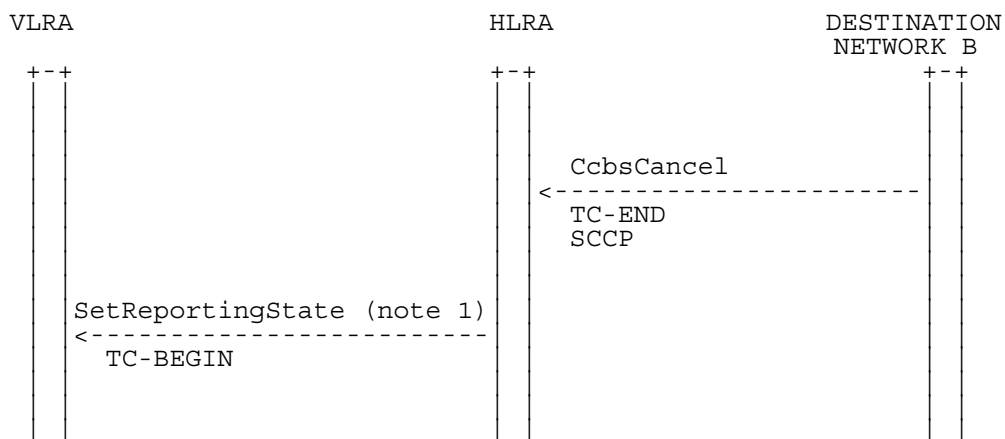 VLRA HLRA DESTINATION
NETWORK B
CcbsCancel
TC-END
SCCP
SetReportingState (note 1)
TC-BEGIN